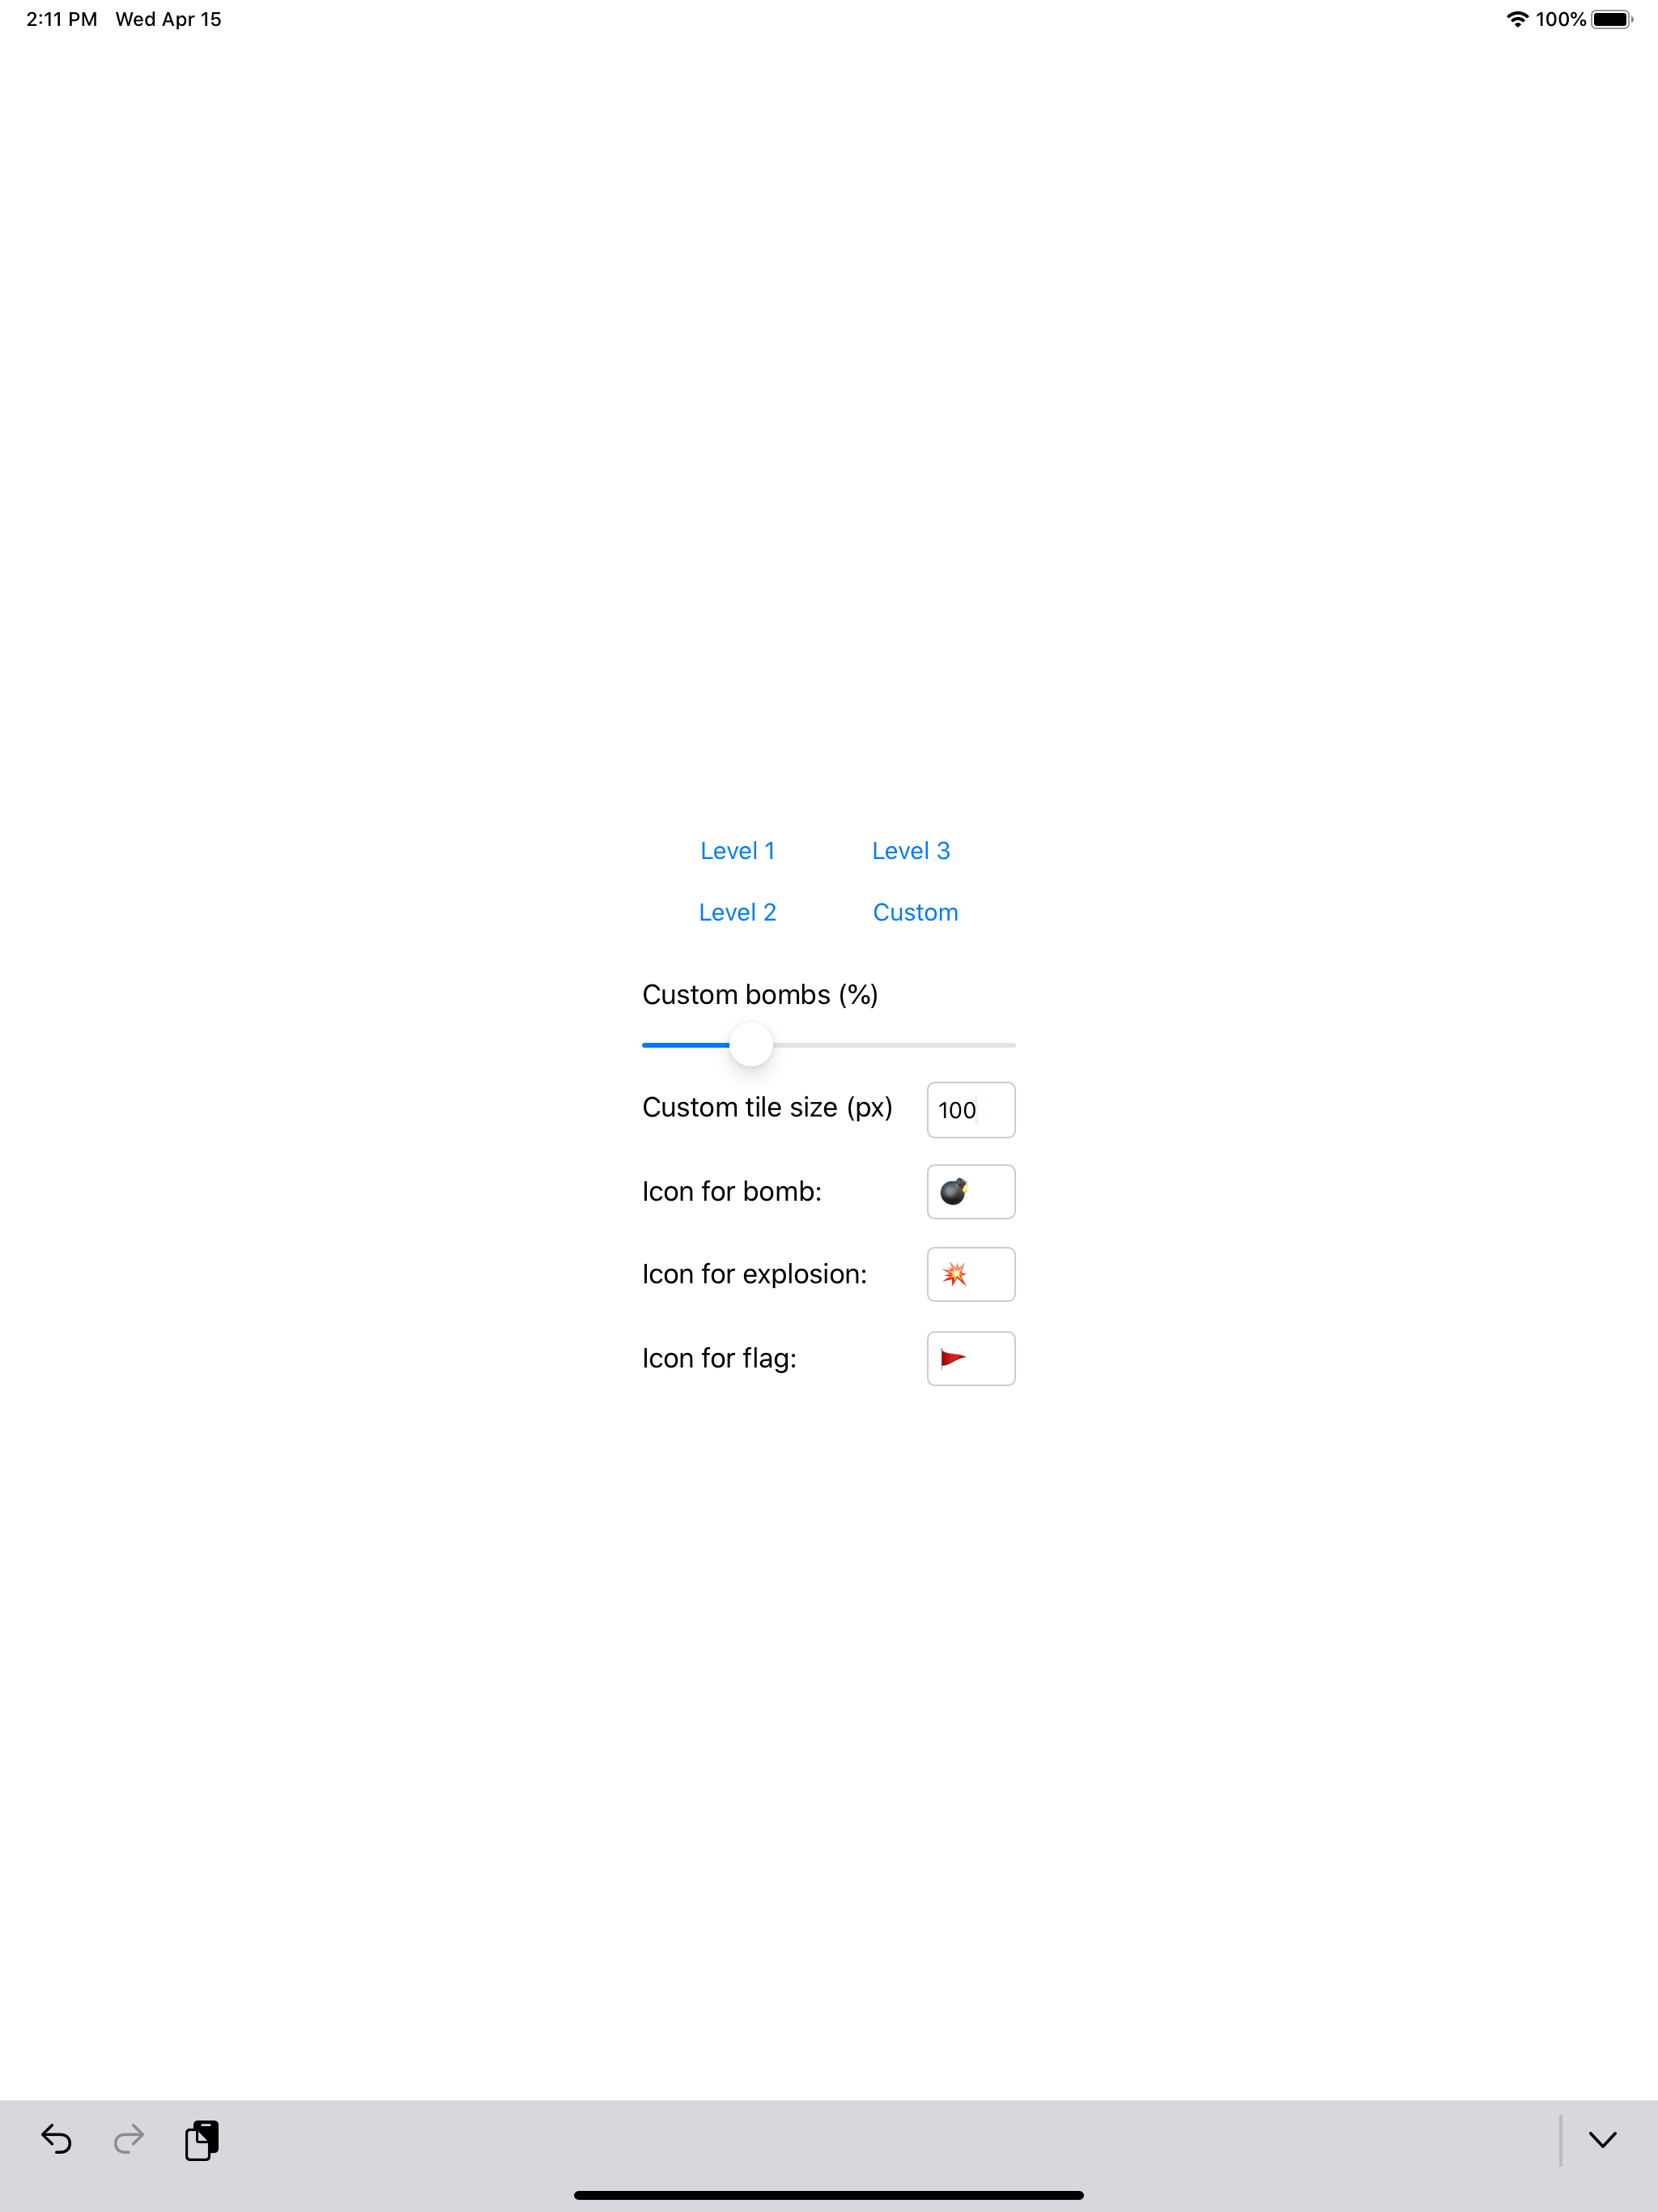 2:11 PM Wed Apr 15
100%
Level 1 Level 3
Level 2 Custom
Custom bombs (%)
Custom tile size (px) 100
Icon for bomb: 💣
Icon for explosion: 💥
Icon for flag: 🚩